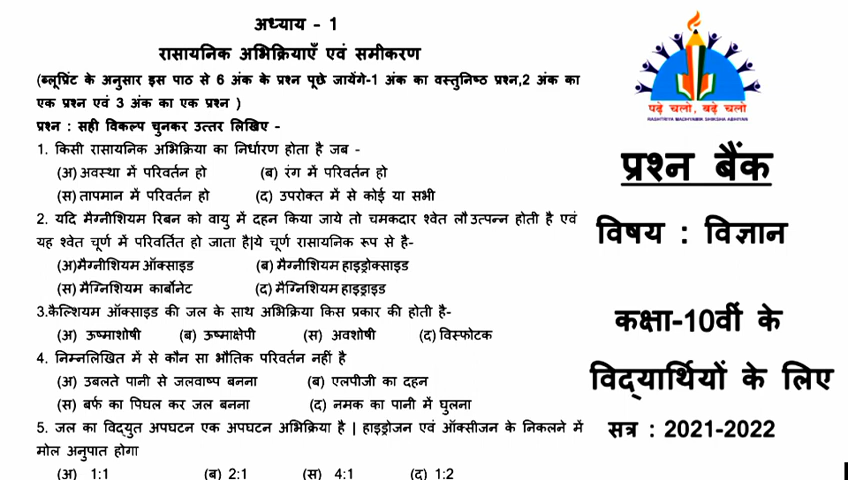 अध्याय - 1
रासायनिक अभिक्रियाएँ एवं समीकरण
(ब्लूप्रिंट के अनुसार इस पाठ से 6 अंक के प्रश्न पूछे जायेंगे-1 अंक का वस्तुनिष्ठ प्रश्न,2 अंक का
एक प्रश्न एवं 3 अंक का एक प्रश्न )
प्रश्न : सही विकल्प चुनकर उत्तर लिखिए -
1. किसी रासायनिक अभिक्रिया का निर्धारण होता है जब -
(अ) अवस्था में परिवर्तन हो (ब) रंग में परिवर्तन हो
(स) तापमान में परिवर्तन हो (द) उपरोक्त में से कोई या सभी
2. यदि मैग्नीशियम रिबन को वायु में दहन किया जाये तो चमकदार श्वेत लौ उत्पन्न होती है एवं
यह श्वेत चूर्ण में परिवर्तित हो जाता है|ये चूर्ण रासायनिक रूप से है-
(अ)मैग्नीशियम ऑक्साइड (ब) मैग्नीशियम हाइड्रोक्साइड
(स) मैग्निशियम कार्बोनेट (द) मैग्निशियम हाइड्राइड
3.कैल्शियम ऑक्साइड की जल के साथ अभिक्रिया किस प्रकार की होती है-
(अ) ऊष्माशोषी (ब) ऊष्माक्षेपी (स) अवशोषी (द) विस्फोटक
4. निम्नलिखित में से कौन सा भौतिक परिवर्तन नहीं है
(अ) उबलते पानी से जलवाष्प बनना (ब) एलपीजी का दहन
(स) बर्फ का पिघल कर जल बनना (द) नमक का पानी में घुलना
5. जल का विद्युत अपघटन एक अपघटन अभिक्रिया है | हाइड्रोजन एवं ऑक्सीजन के निकलने में
मोल अनुपात होगा
(अ) 1:1 (ब) 2:1 (स) 4:1 (द) 1:2
पढ़े चलो, बढ़े चलो
RASHTRIYA MADHYAMIK SHIKSHA ABHIYAN
प्रश्न बैंक
विषय : विज्ञान
कक्षा-10वीं के
विद्यार्थियों के लिए
सत्र : 2021-2022